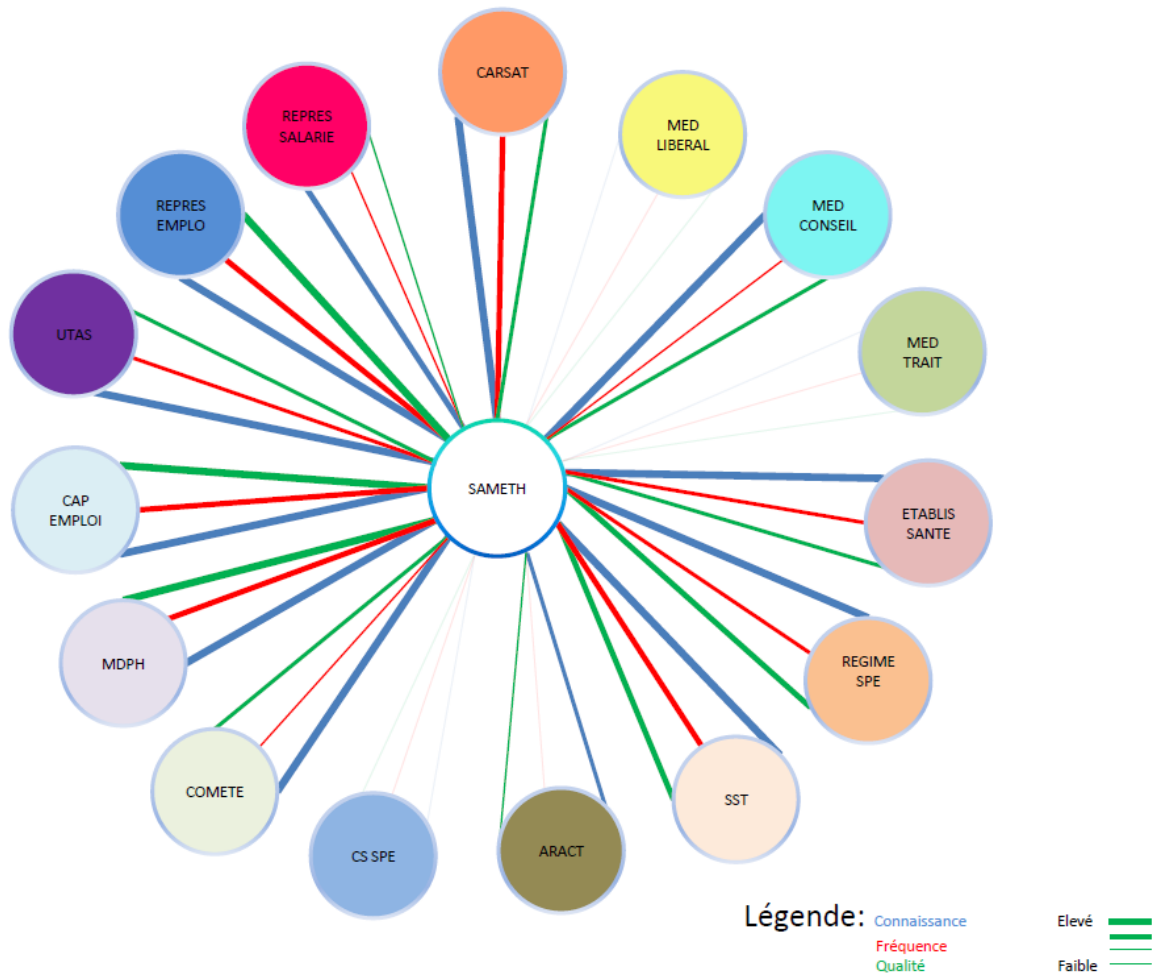 CARSAT
REPRES
SALARIE
MED
LIBERAL
REPRES
EMPLO
MED
CONSEIL
UTAS
MED
TRAIT
CAP
EMPLOI
SAMETH
ETABLIS
SANTE
MDPH
REGIME
SPE
COMETE
SST
CS SPE
ARACT
Légende: Connaissance Elevé
Fréquence
Qualité Faible